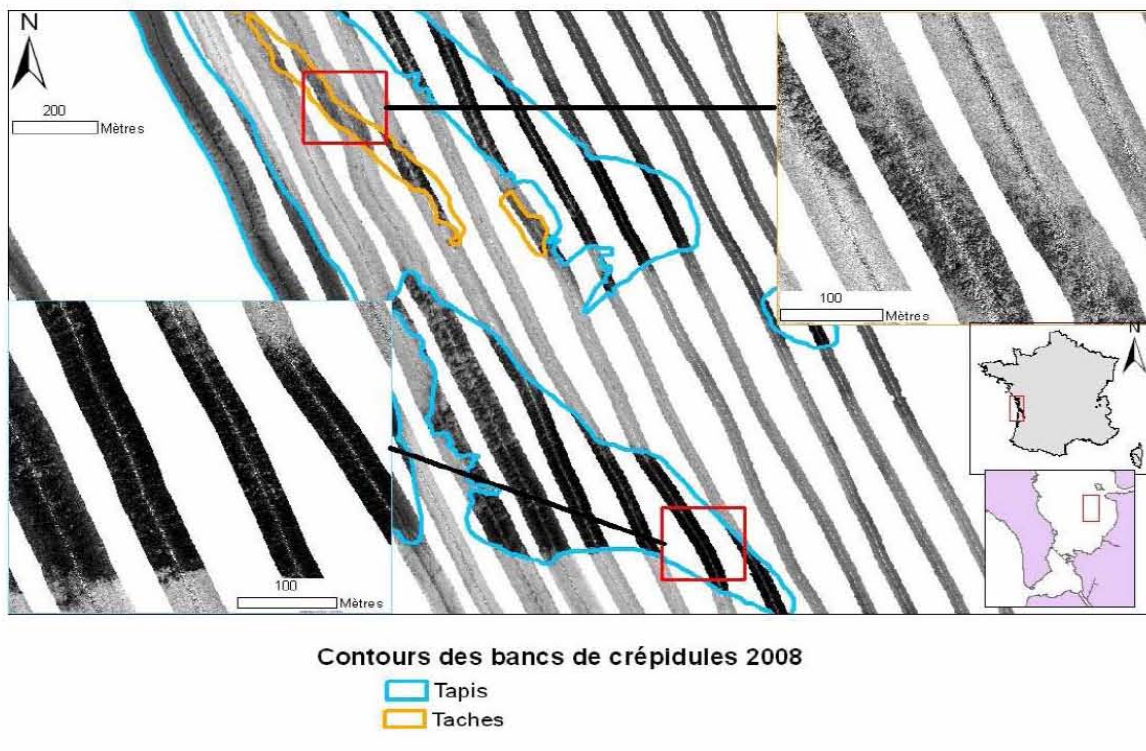 N
200
Mètres
100
Mètres
N
100
Mètres
Contours des bancs de crépidules 2008
Tapis
Taches